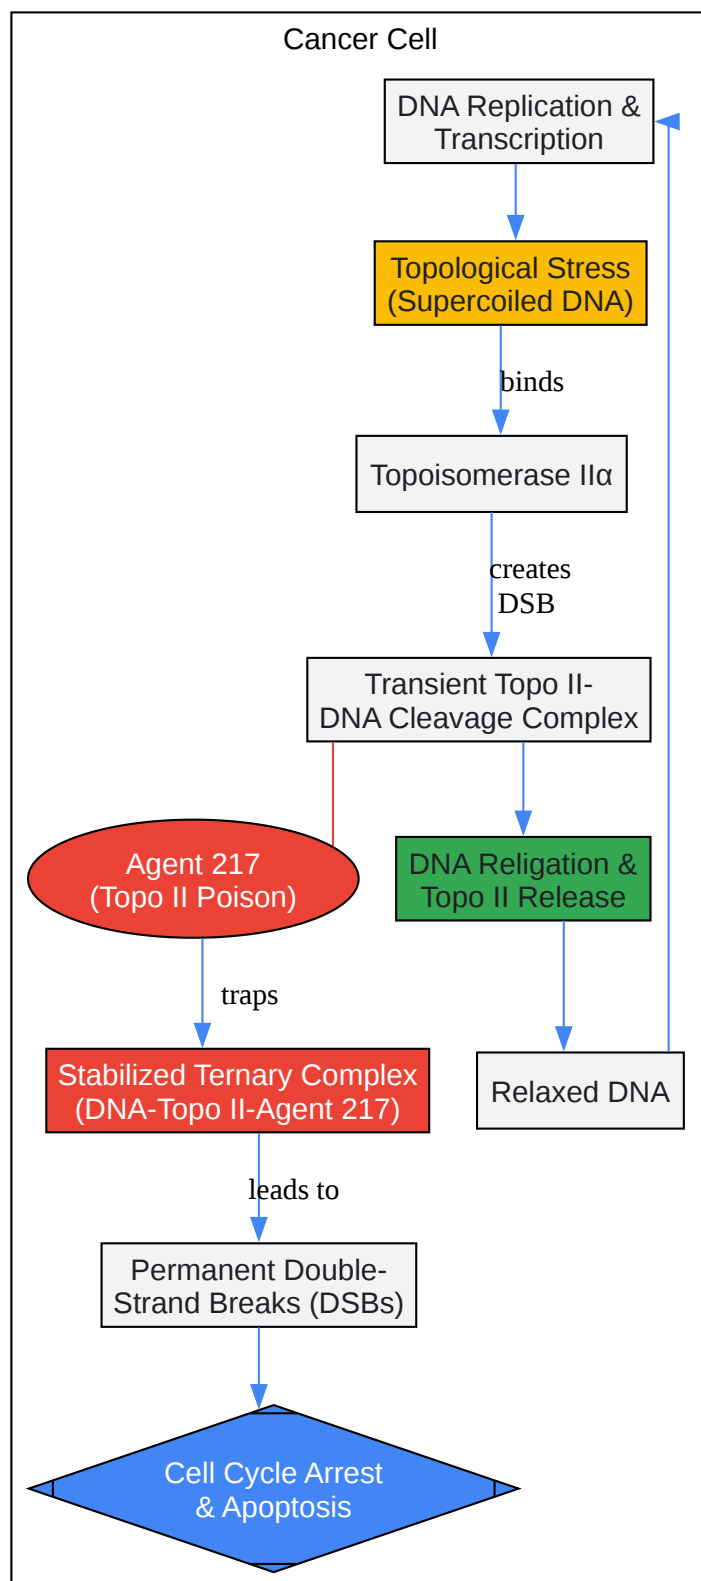 Cancer Cell
DNA Replication &
Transcription
Topological Stress
(Supercoiled DNA)
binds
Topoisomerase IIα
creates
DSB
Transient Topo II-
DNA Cleavage Complex
Agent 217
(Topo II Poison)
DNA Religation &
Topo II Release
traps
Stabilized Ternary Complex
(DNA-Topo II-Agent 217)
Relaxed DNA
leads to
Permanent Double-
Strand Breaks (DSBs)
Cell Cycle Arrest
& Apoptosis